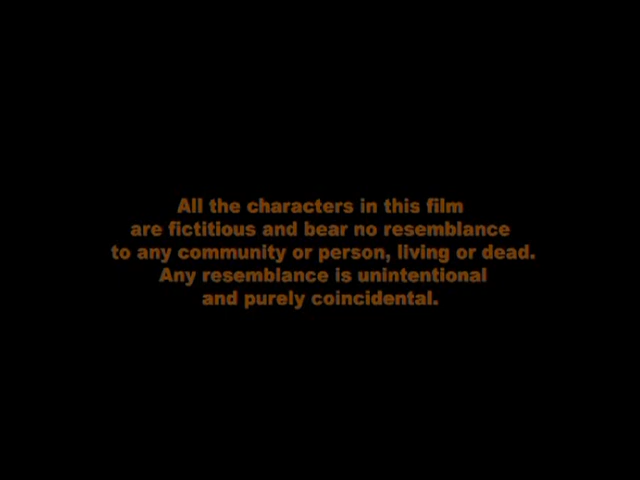 All the characters in this film
are fictitious and bear no resemblance
to any community or person, living or dead.
Any resemblance is unintentional
and purely coincidental.